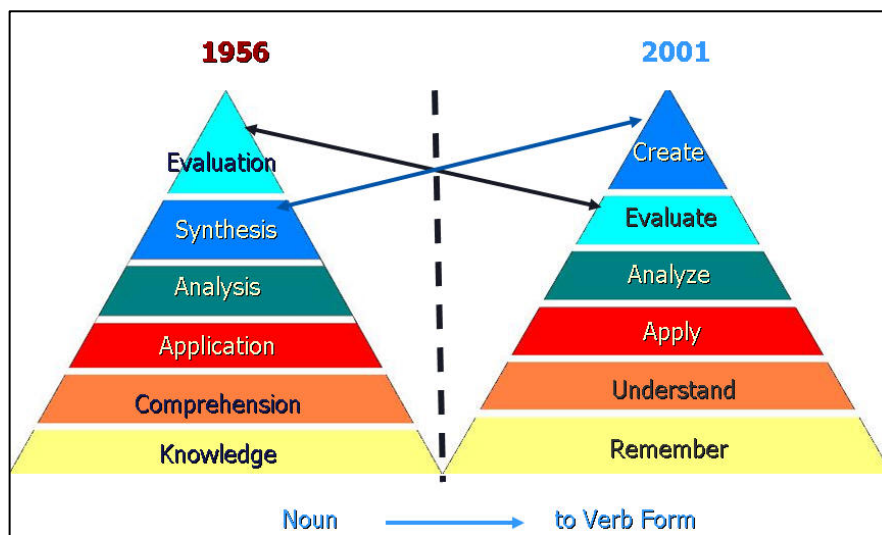 1956
Evaluation
Synthesis
Analysis
Application
Comprehension
Knowledge
2001
Create
Evaluate
Analyze
Apply
Understand
Remember
Noun to Verb Form